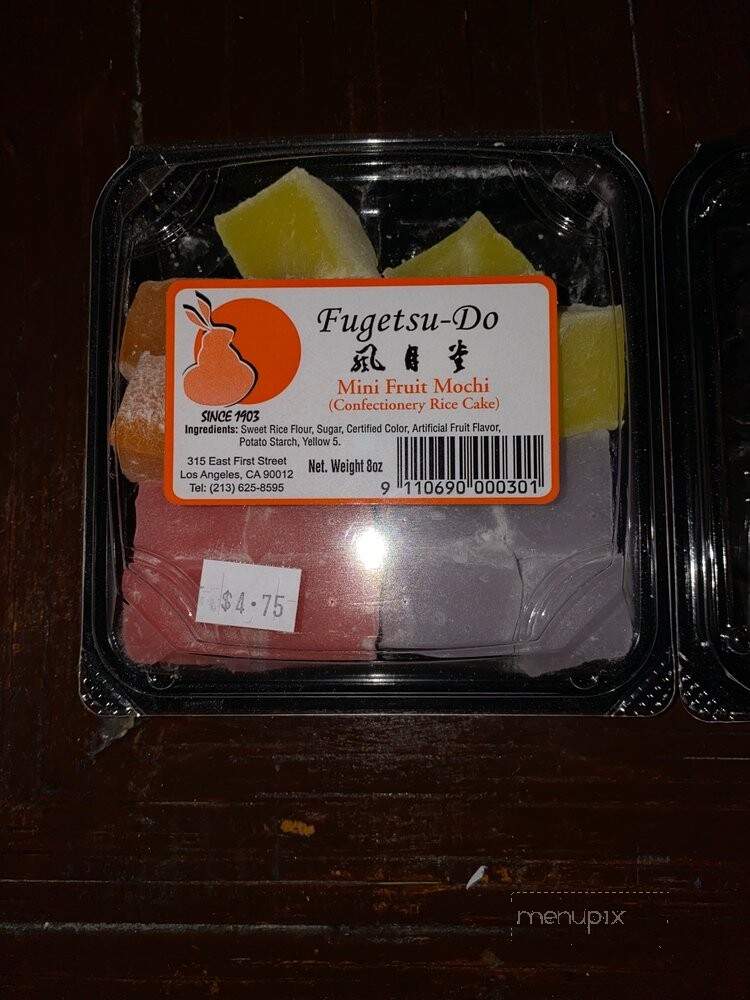 Fugetsu-Do
風月堂
Mini Fruit Mochi
(Confectionery Rice Cake)
SINCE 1903
Ingredients: Sweet Rice Flour, Sugar, Certified Color, Artificial Fruit Flavor,
Potato Starch, Yellow 5.
315 East First Street
Los Angeles, CA 90012
Tel: (213) 625-8595
Net. Weight 8oz
9 110690 000301
$4.75
menupix